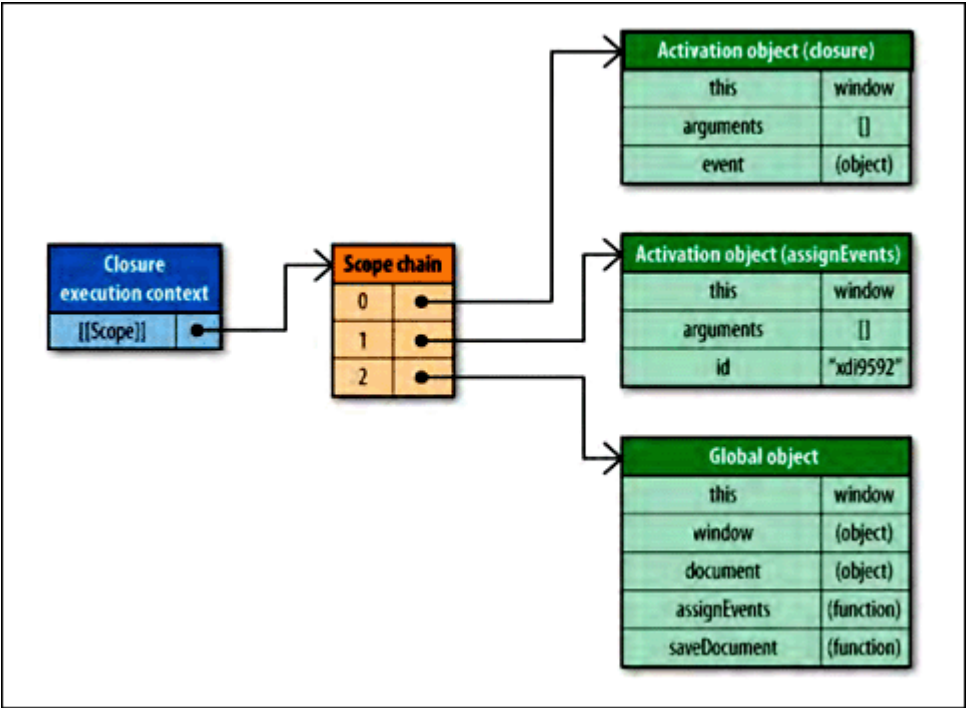 Closure
execution context
[[Scope]]
Scope chain
0
1
2
Activation object (closure)
this window
arguments []
event (object)
Activation object (assignEvents)
this window
arguments []
id "xdi9592"
Global object
this window
window (object)
document (object)
assignEvents (function)
saveDocument (function)